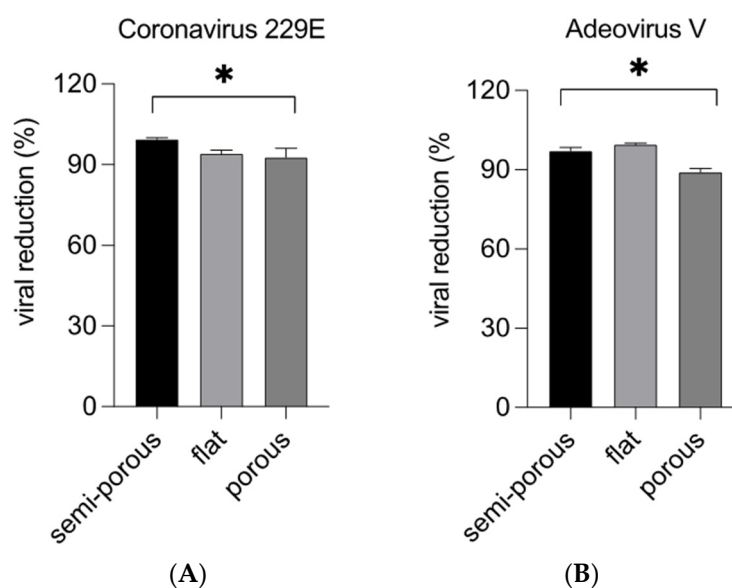 Coronavirus 229E
*
120
90
60
30
0
viral reduction (%)
semi-porous
flat
porous
(A)
Adeovirus V
*
120
90
60
30
0
viral reduction (%
semi-porous
flat
porous
(B)